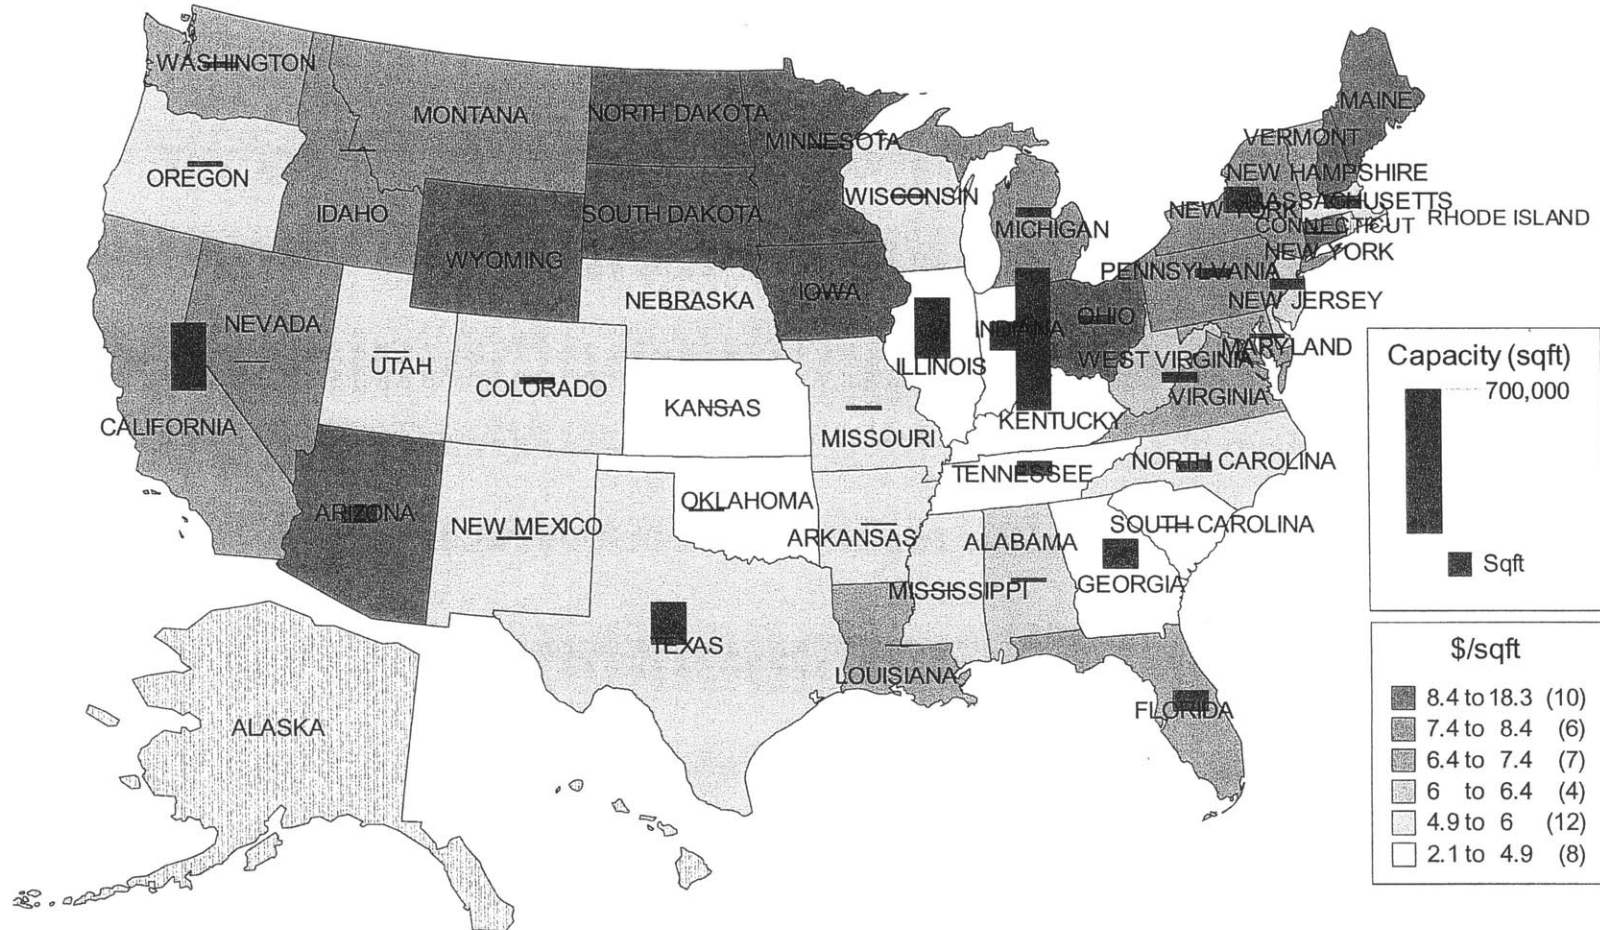 WASHINGTON
MONTANA
NORTH DAKOTA
MINNESOTA
MAINE
VERMONT
OREGON
IDAHO
SOUTH DAKOTA
WISCONSIN
MICHIGAN
NEW HAMPSHIRE
MASSACHUSETTS
NEW YORK
RHODE ISLAND
CONNECTICUT
NEW YORK
WYOMING
IOWA
PENNSYLVANIA
NEBRASKA
NEW JERSEY
NEVADA
INDIANA
OHIO
UTAH
COLORADO
ILLINOIS
WEST VIRGINIA
MARYLAND
VIRGINIA
CALIFORNIA
KANSAS
MISSOURI
KENTUCKY
ARIZONA
NEW MEXICO
OKLAHOMA
TENNESSEE
NORTH CAROLINA
ARKANSAS
ALABAMA
SOUTH CAROLINA
MISSISSIPPI
GEORGIA
TEXAS
LOUISIANA
FLORIDA
ALASKA
Capacity (sqft)
700,000
Sqft
$/sqft
8.4 to 18.3 (10)
7.4 to 8.4 (6)
6.4 to 7.4 (7)
6 to 6.4 (4)
4.9 to 6 (12)
2.1 to 4.9 (8)